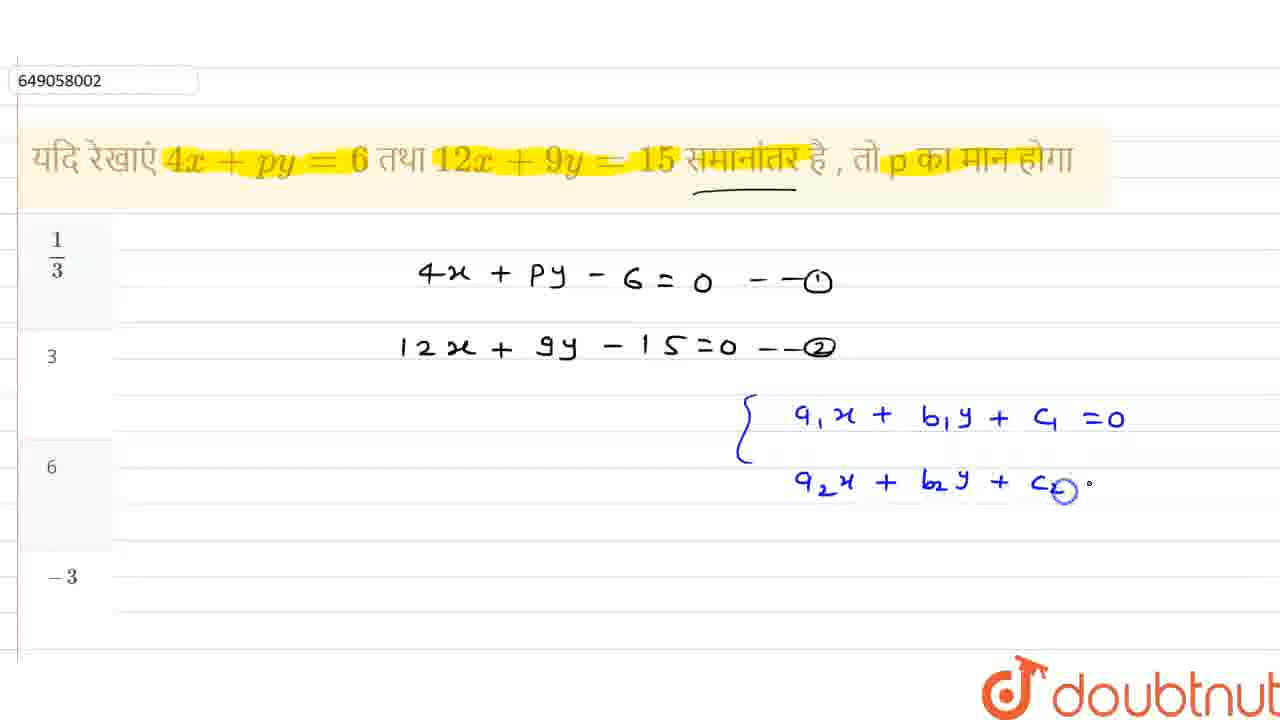 649058002
यदि रेखाएं 4x + py = 6 तथा 12x + 9y = 15 समानांतर है , तो p का मान होगा
1/3
4x + py - 6 = 0 - - ①
3
12x + 9y - 15 = 0 - - ②
a₁x + b₁y + c₁ = 0
6
a₂x + b₂y + c₂
-3
doubtnut